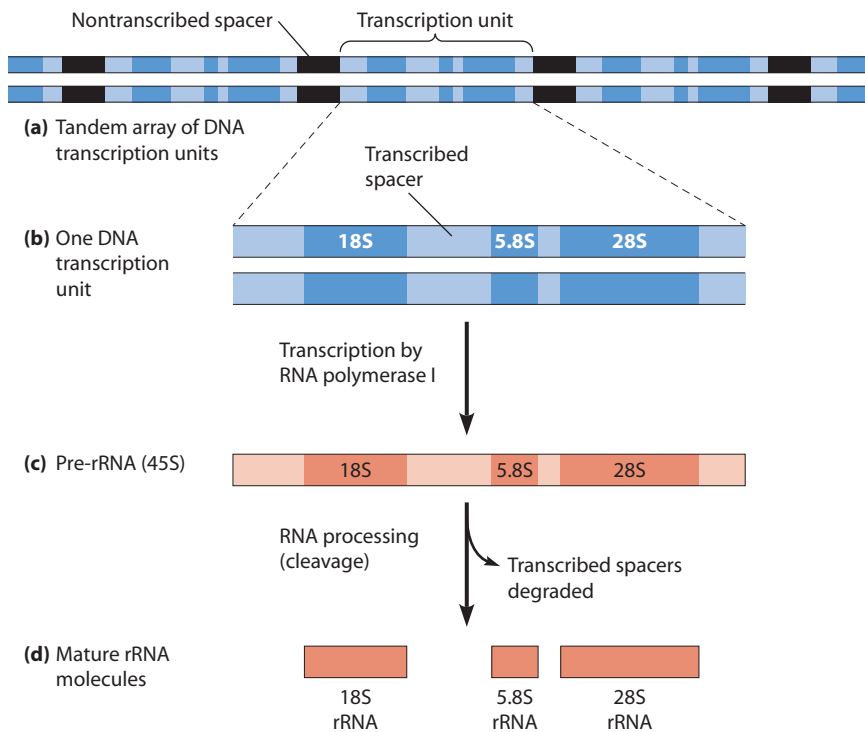 Nontranscribed spacer
Transcription unit
(a) Tandem array of DNA
transcription units
Transcribed
spacer
(b) One DNA
transcription
unit
18S
5.8S
28S
Transcription by
RNA polymerase I
(c) Pre-rRNA (45S)
18S
5.8S
28S
RNA processing
(cleavage)
Transcribed spacers
degraded
(d) Mature rRNA
molecules
18S
rRNA
5.8S
rRNA
28S
rRNA